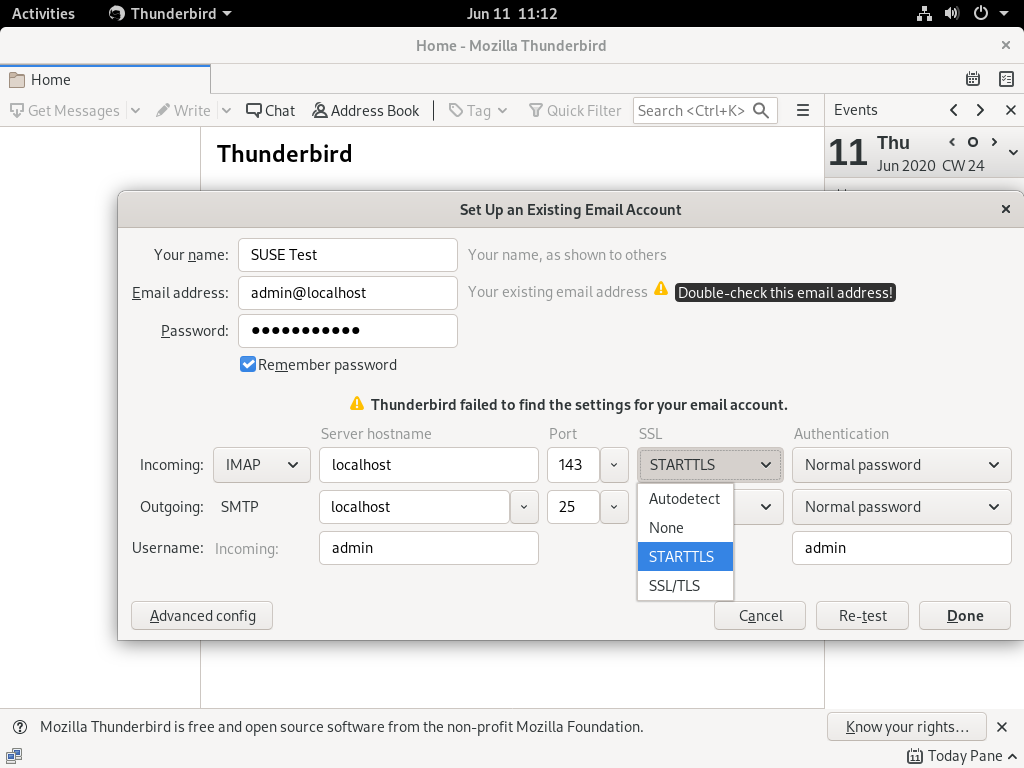 Activities Thunderbird Jun 11 11:12
Home - Mozilla Thunderbird
Home
Get Messages Write Chat Address Book Tag Quick Filter Search <Ctrl+K> Events
Thunderbird
11 Thu
Jun 2020 CW 24
Set Up an Existing Email Account
Your name: SUSE Test Your name, as shown to others
Email address: admin@localhost Your existing email address Double-check this email address!
Password: ●●●●●●●●●●●
Remember password
Thunderbird failed to find the settings for your email account.
Server hostname Port SSL Authentication
Incoming: IMAP localhost 143 STARTTLS Normal password
Autodetect
Outgoing: SMTP localhost 25 Normal password
None
Username: Incoming: admin admin
STARTTLS
SSL/TLS
Advanced config Cancel Re-test Done
Mozilla Thunderbird is free and open source software from the non-profit Mozilla Foundation. Know your rights…
11 Today Pane